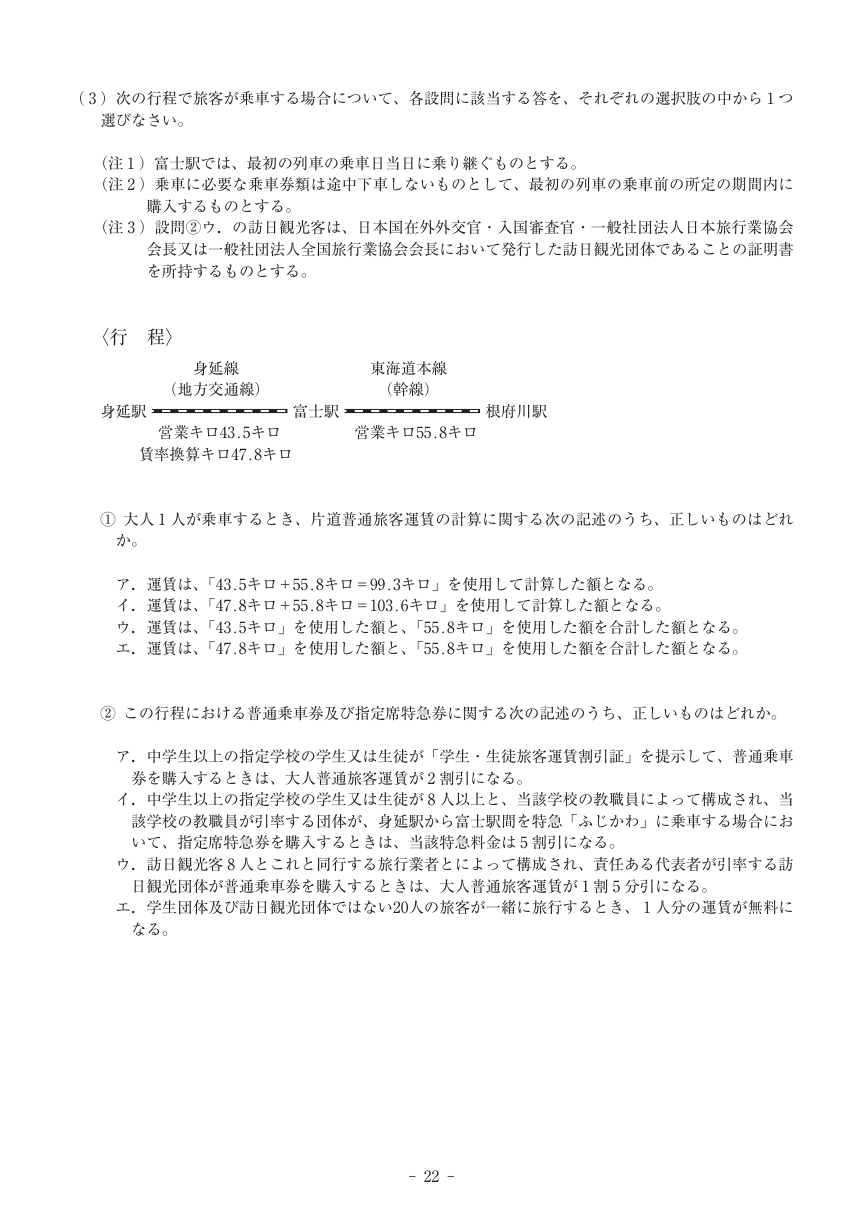 （３）次の行程で旅客が乗車する場合について、各設問に該当する答を、それぞれの選択肢の中から１つ
選びなさい。
（注１）富士駅では、最初の列車の乗車日当日に乗り継ぐものとする。
（注２）乗車に必要な乗車券類は途中下車しないものとして、最初の列車の乗車前の所定の期間内に
購入するものとする。
（注３）設問②ウ．の訪日観光客は、日本国在外外交官・入国審査官・一般社団法人日本旅行業協会
会長又は一般社団法人全国旅行業協会会長において発行した訪日観光団体であることの証明書
を所持するものとする。
〈行　程〉
身延線　東海道本線
（地方交通線）　（幹線）
身延駅　富士駅　根府川駅
営業キロ43.5キロ　営業キロ55.8キロ
賃率換算キロ47.8キロ
① 大人１人が乗車するとき、片道普通旅客運賃の計算に関する次の記述のうち、正しいものはどれ
か。
ア．運賃は、「43.5キロ＋55.8キロ＝99.3キロ」を使用して計算した額となる。
イ．運賃は、「47.8キロ＋55.8キロ＝103.6キロ」を使用して計算した額となる。
ウ．運賃は、「43.5キロ」を使用した額と、「55.8キロ」を使用した額を合計した額となる。
エ．運賃は、「47.8キロ」を使用した額と、「55.8キロ」を使用した額を合計した額となる。
② この行程における普通乗車券及び指定席特急券に関する次の記述のうち、正しいものはどれか。
ア．中学生以上の指定学校の学生又は生徒が「学生・生徒旅客運賃割引証」を提示して、普通乗車
券を購入するときは、大人普通旅客運賃が２割引になる。
イ．中学生以上の指定学校の学生又は生徒が８人以上と、当該学校の教職員によって構成され、当
該学校の教職員が引率する団体が、身延駅から富士駅間を特急「ふじかわ」に乗車する場合にお
いて、指定席特急券を購入するときは、当該特急料金は５割引になる。
ウ．訪日観光客８人とこれと同行する旅行業者とによって構成され、責任ある代表者が引率する訪
日観光団体が普通乗車券を購入するときは、大人普通旅客運賃が１割５分引になる。
エ．学生団体及び訪日観光団体ではない20人の旅客が一緒に旅行するとき、１人分の運賃が無料に
なる。
- 22 -